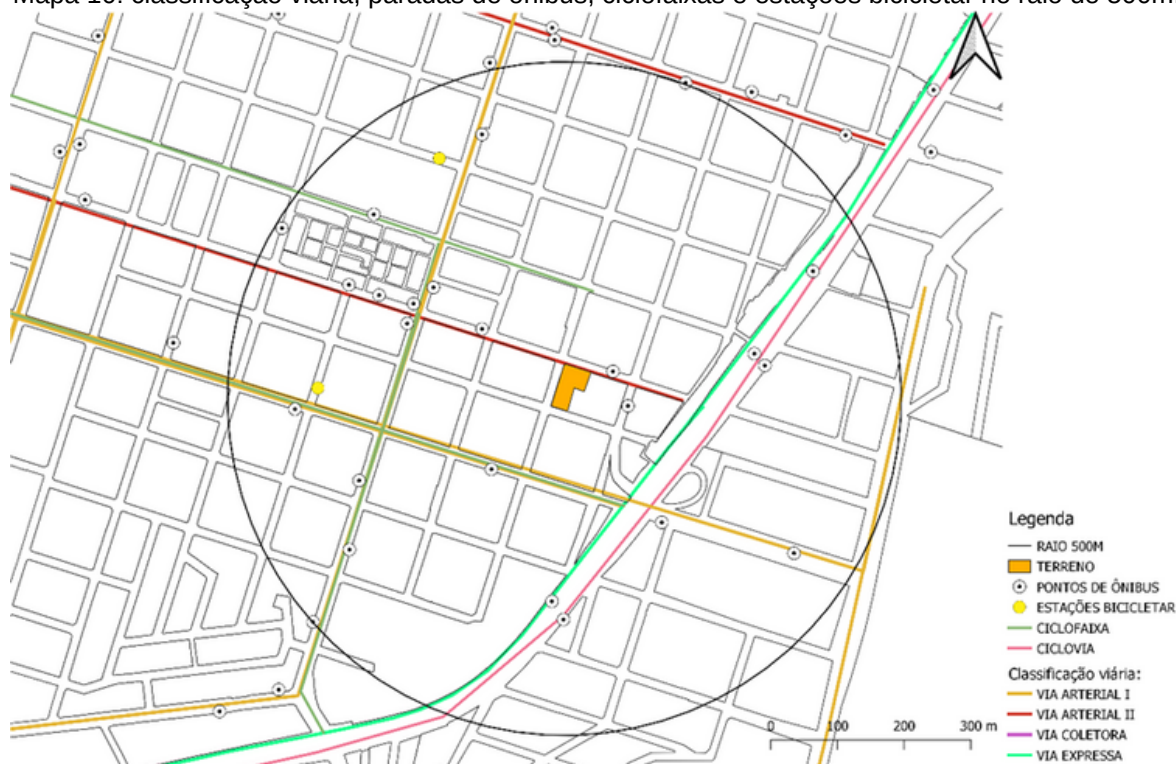 Mapa 10: classificação viária, paradas de ônibus, ciclofaixas e estações bicicletar no raio de 500m
Legenda
RAIO 500M
TERRENO
PONTOS DE ÔNIBUS
ESTAÇÕES BICICLETAR
CICLOFAIXA
CICLOVIA
Classificação viária:
VIA ARTERIAL I
VIA ARTERIAL II
VIA COLETORA
VIA EXPRESSA
0 100 200 300 m